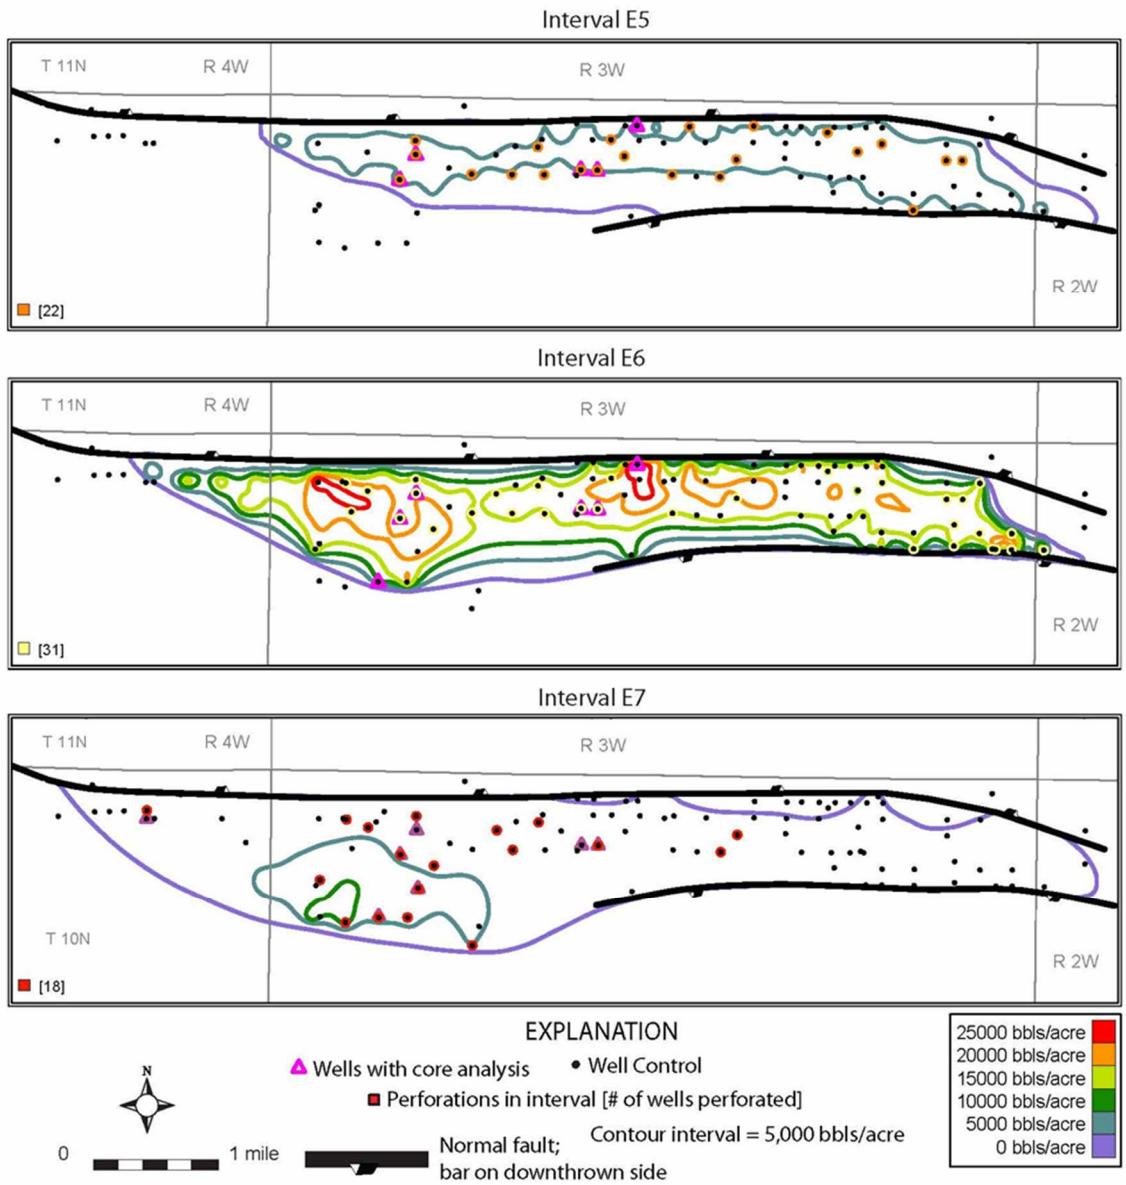 Interval E5
T 11N
R 4W
R 3W
R 2W
[22]
Interval E6
T 11N
R 4W
R 3W
R 2W
[31]
Interval E7
T 11N
R 4W
R 3W
T 10N
R 2W
[18]
EXPLANATION
Wells with core analysis
Well Control
Perforations in interval [# of wells perforated]
Contour interval = 5,000 bbls/acre
N
0
1 mile
Normal fault;
bar on downthrown side
25000 bbls/acre
20000 bbls/acre
15000 bbls/acre
10000 bbls/acre
5000 bbls/acre
0 bbls/acre